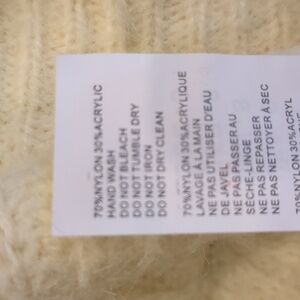 70%NYLON 30%ACRYLIC
HAND WASH
DO NOT BLEACH
DO NOT TUMBLE DRY
DO NOT IRON
DO NOT DRY CLEAN
70%NYLON 30%ACRYLIQUE
LAVAGE À LA MAIN
NE PAS UTILISER D'EAU
DE JAVEL
NE PAS PASSER AU
SÈCHE-LINGE
NE PAS REPASSER
NE PAS NETTOYER À SEC
70%NYLON 30%ACRYL